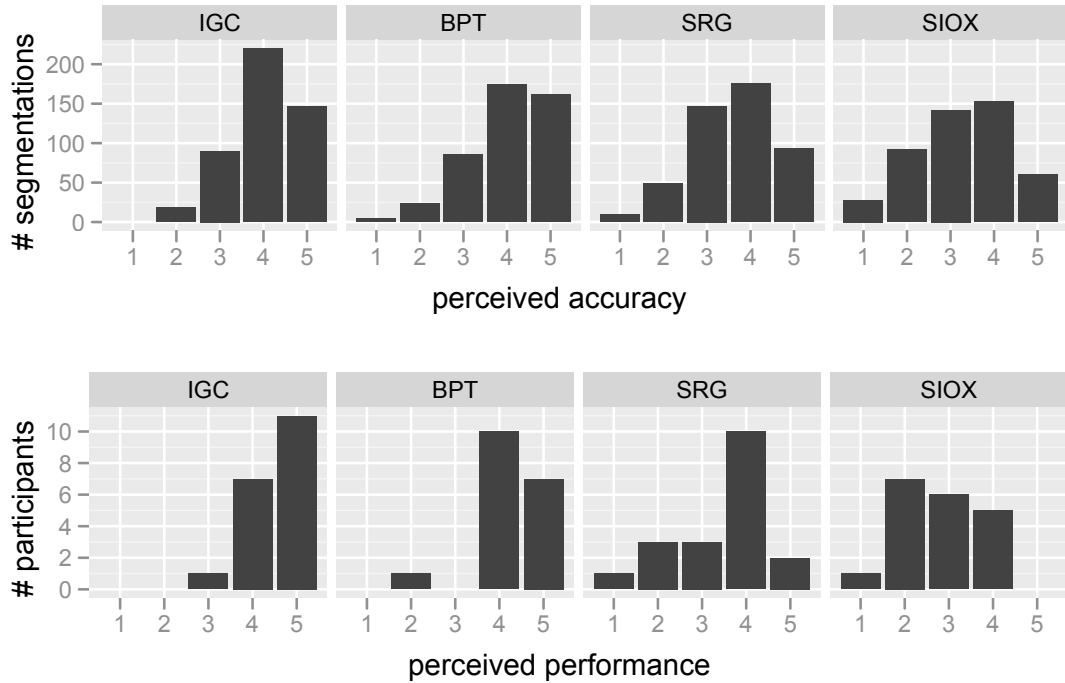 IGC BPT SRG SIOX
# segmentations
200
150
100
50
0
1 2 3 4 5 1 2 3 4 5 1 2 3 4 5 1 2 3 4 5
perceived accuracy
IGC BPT SRG SIOX
# participants
10
8
6
4
2
0
1 2 3 4 5 1 2 3 4 5 1 2 3 4 5 1 2 3 4 5
perceived performance